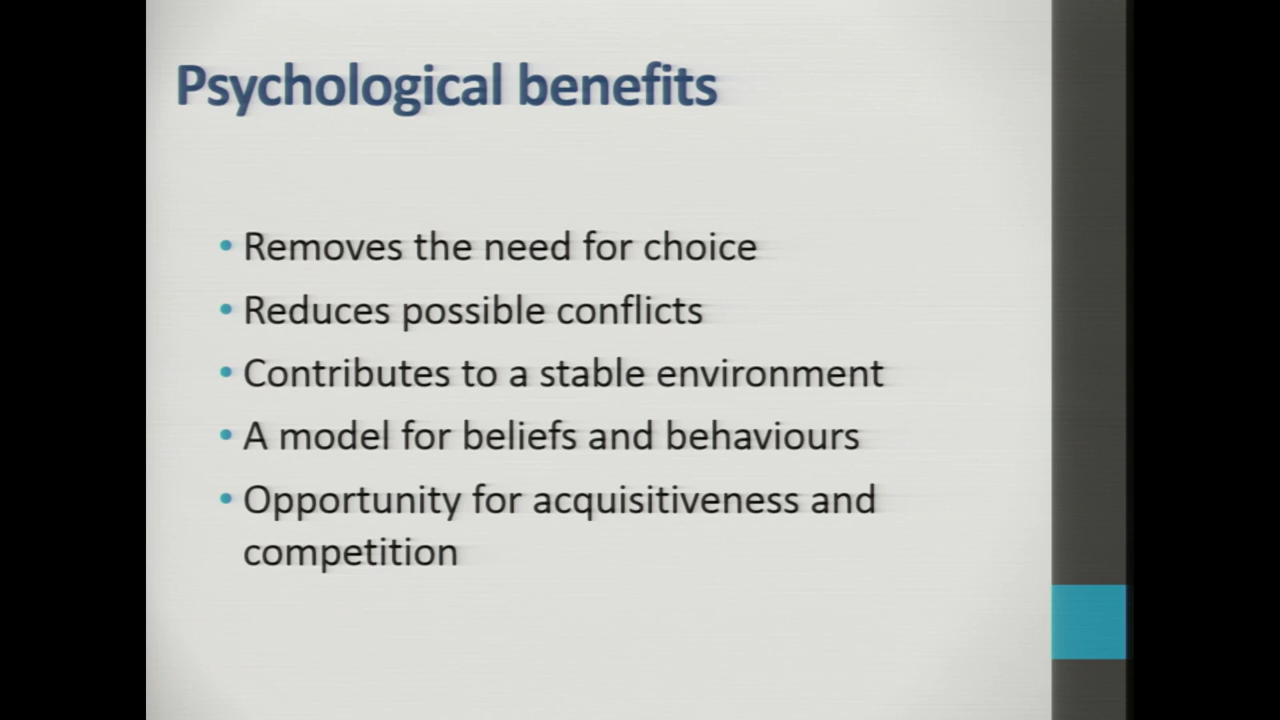 Psychological benefits
• Removes the need for choice
• Reduces possible conflicts
• Contributes to a stable environment
• A model for beliefs and behaviours
• Opportunity for acquisitiveness and
competition